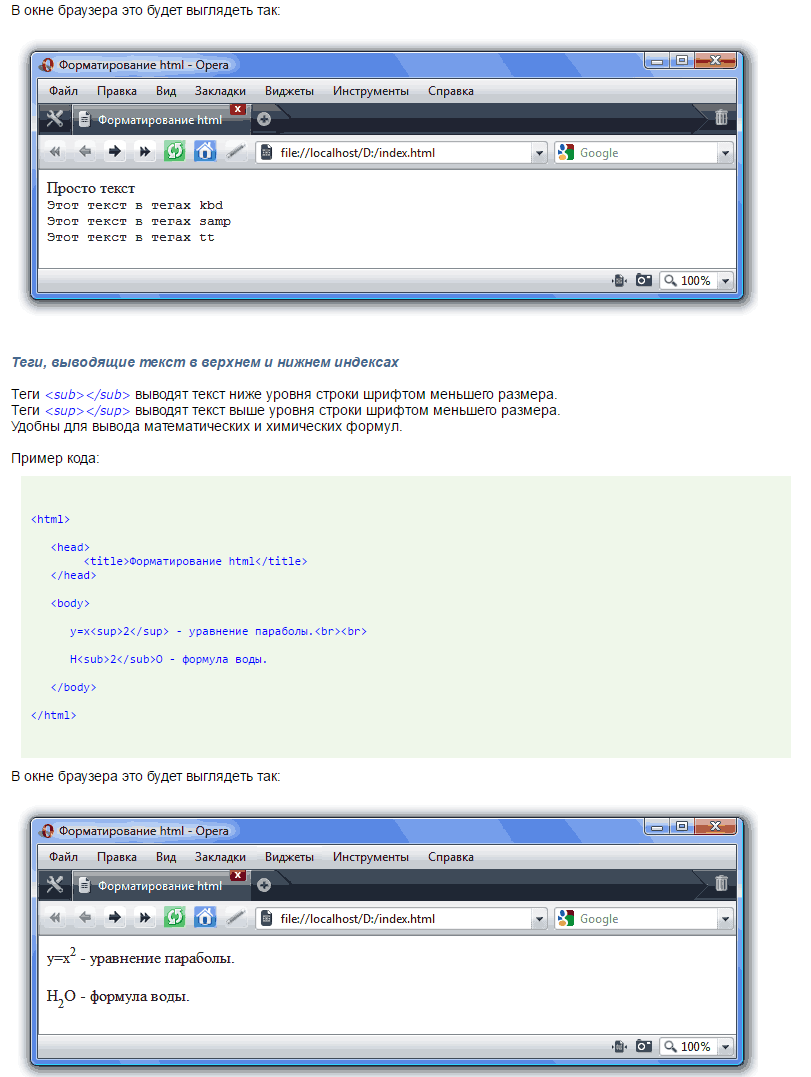 В окне браузера это будет выглядеть так:
Форматирование html - Opera
Файл Правка Вид Закладки Виджеты Инструменты Справка
Форматирование html
file://localhost/D:/index.html Google
Просто текст
Этот текст в тегах kbd
Этот текст в тегах samp
Этот текст в тегах tt
100%
Теги, выводящие текст в верхнем и нижнем индексах
Теги <sub></sub> выводят текст ниже уровня строки шрифтом меньшего размера.
Теги <sup></sup> выводят текст выше уровня строки шрифтом меньшего размера.
Удобны для вывода математических и химических формул.
Пример кода:
<html>
<head>
<title>Форматирование html</title>
</head>
<body>
y=x<sup>2</sup> - уравнение параболы.<br><br>
H<sub>2</sub>O - формула воды.
</body>
</html>
В окне браузера это будет выглядеть так:
Форматирование html - Opera
Файл Правка Вид Закладки Виджеты Инструменты Справка
Форматирование html
file://localhost/D:/index.html Google
y=x² - уравнение параболы.
H₂O - формула воды.
100%